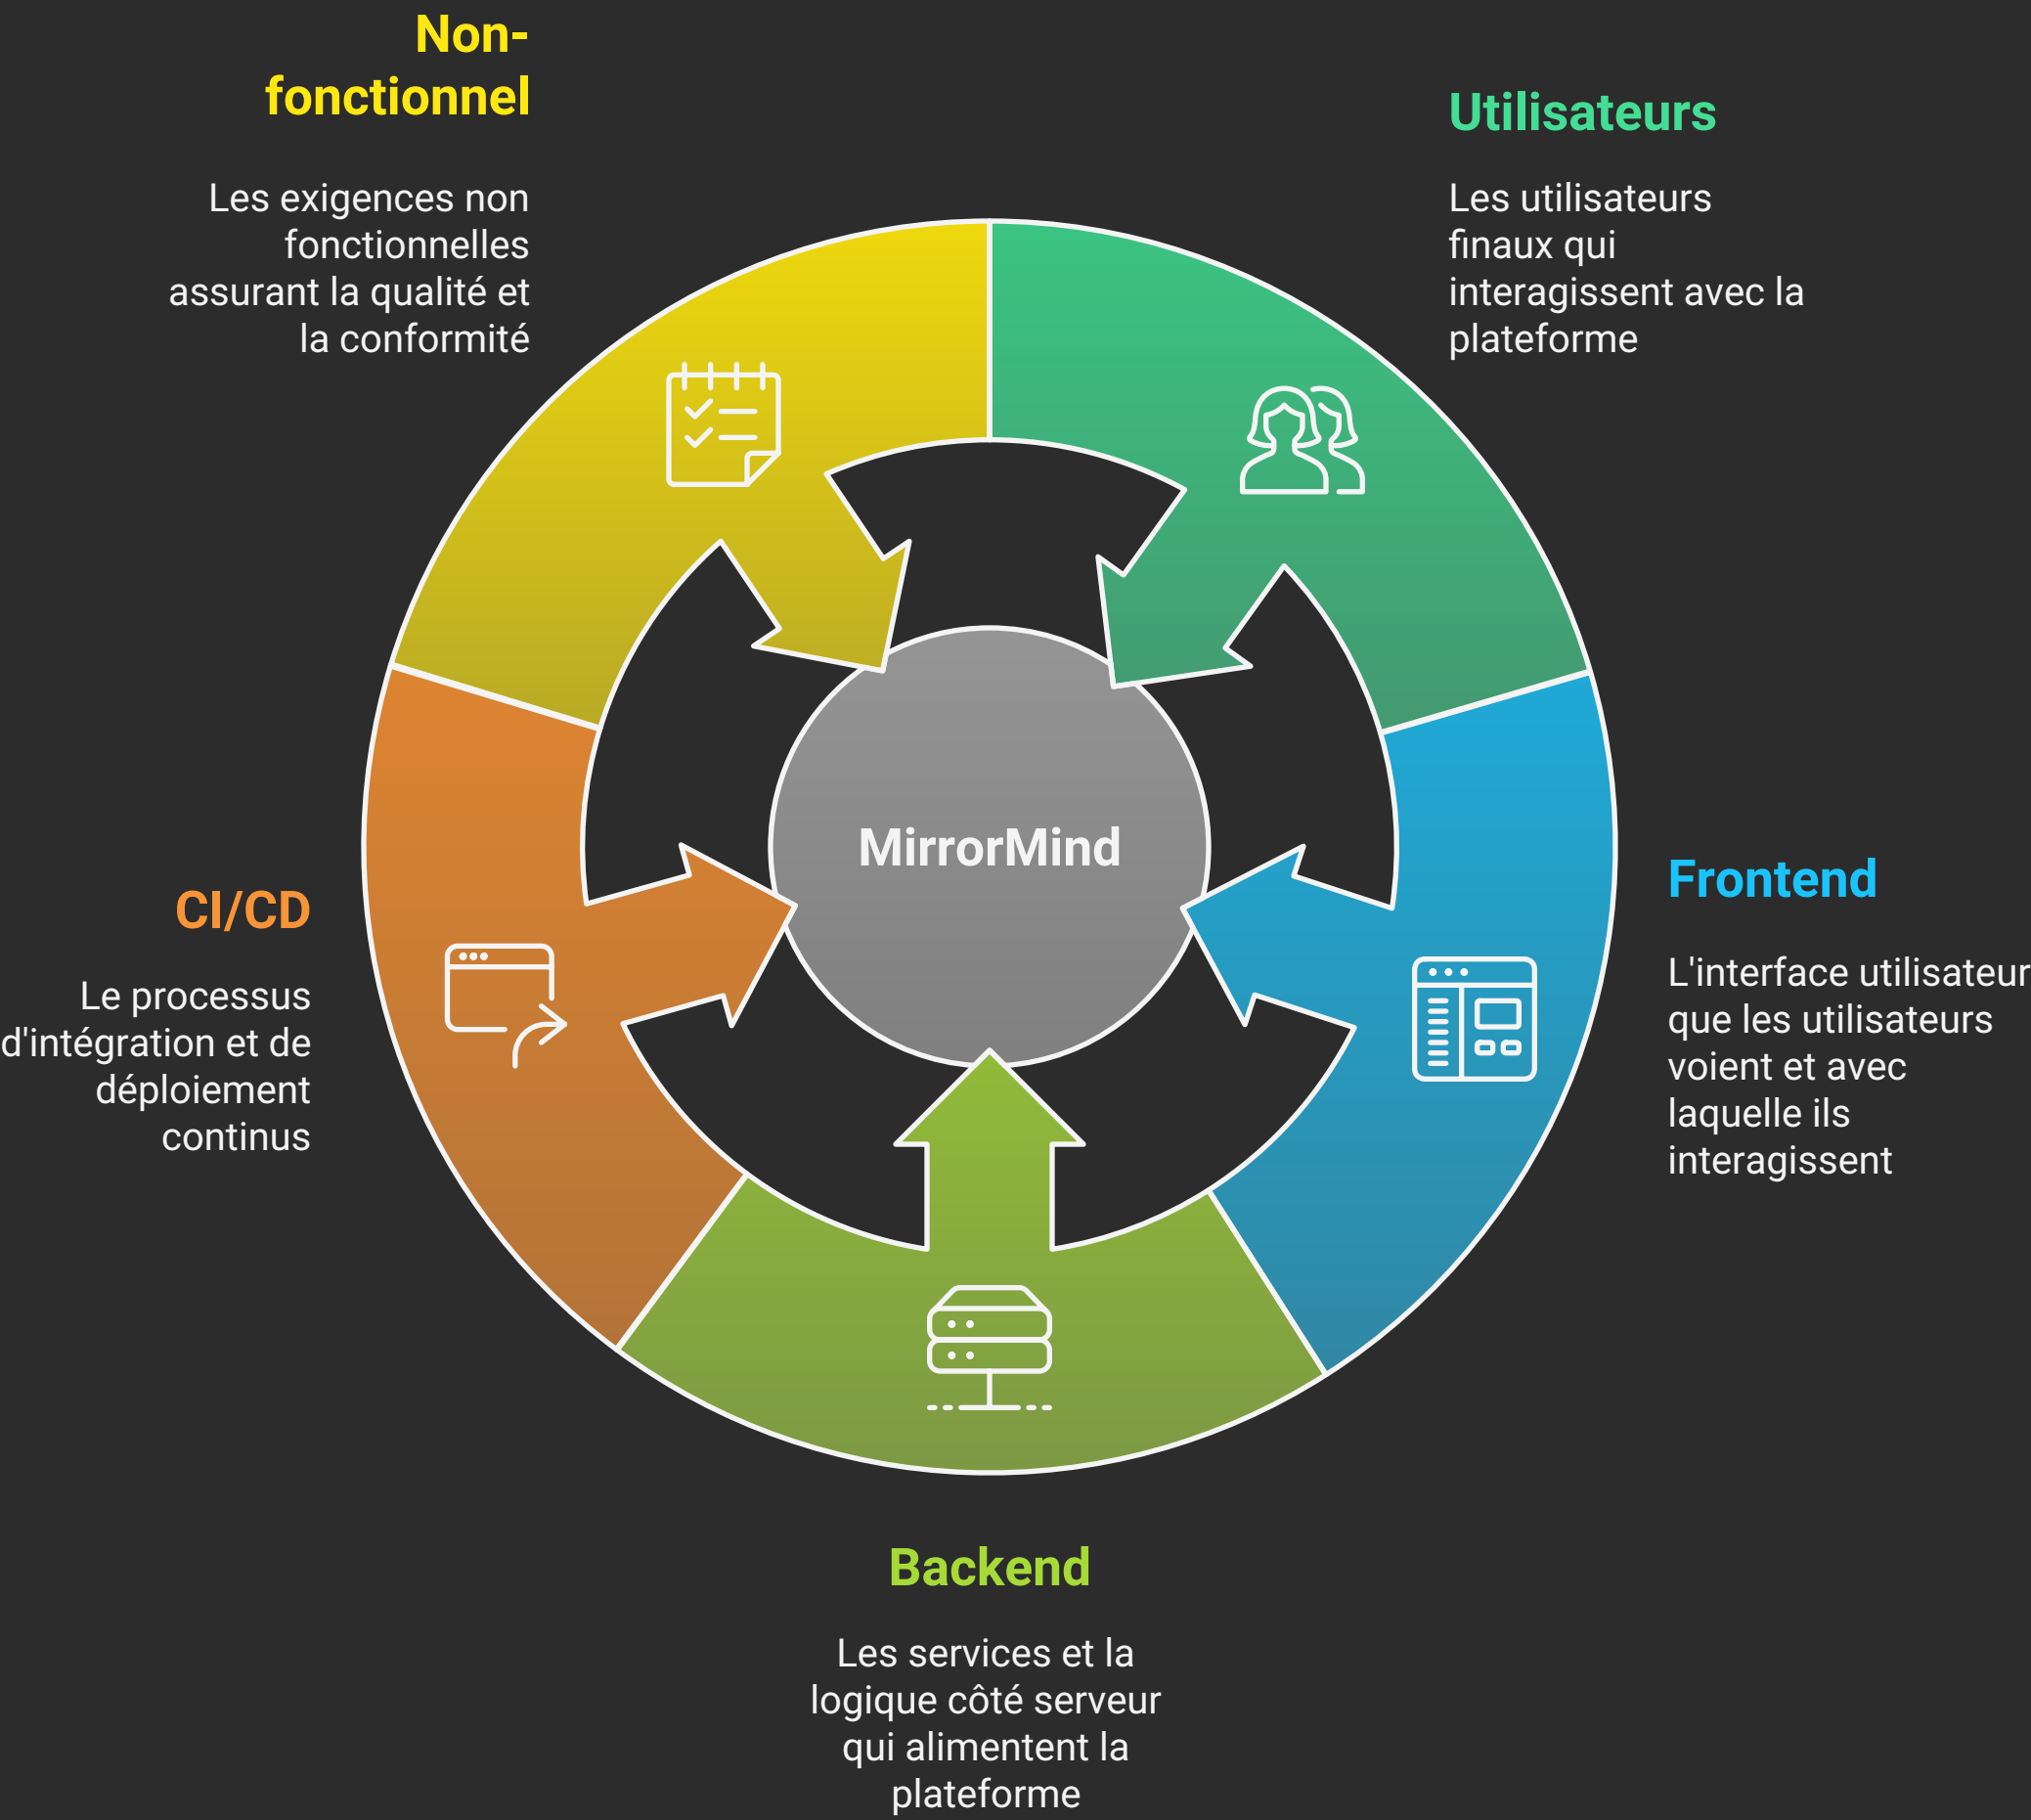 Non-
fonctionnel
Les exigences non
fonctionnelles
assurant la qualité et
la conformité
Utilisateurs
Les utilisateurs
finaux qui
interagissent avec la
plateforme
MirrorMind
CI/CD
Le processus
d'intégration et de
déploiement
continus
Frontend
L'interface utilisateur
que les utilisateurs
voient et avec
laquelle ils
interagissent
Backend
Les services et la
logique côté serveur
qui alimentent la
plateforme